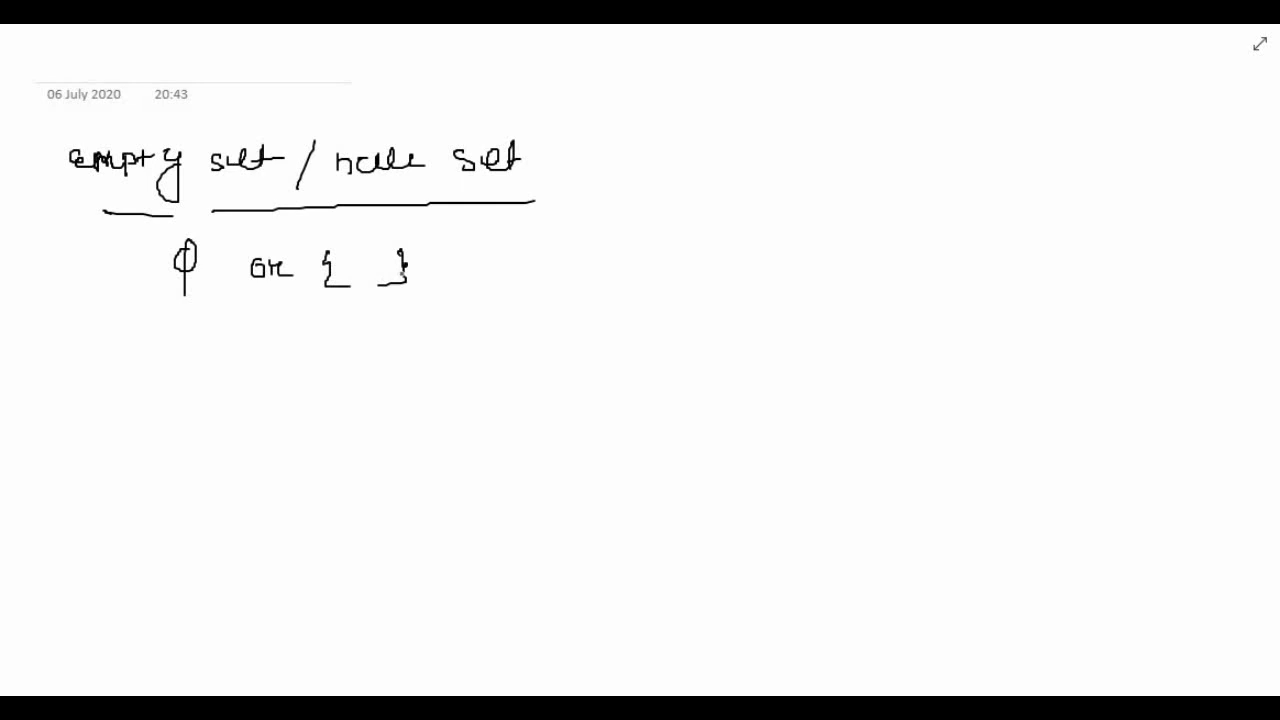 06 July 2020 20:43
empty set / null set
ϕ or { }